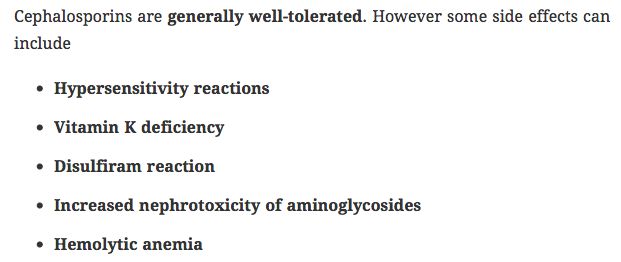 Cephalosporins are generally well-tolerated. However some side effects can
include
• Hypersensitivity reactions
• Vitamin K deficiency
• Disulfiram reaction
• Increased nephrotoxicity of aminoglycosides
• Hemolytic anemia